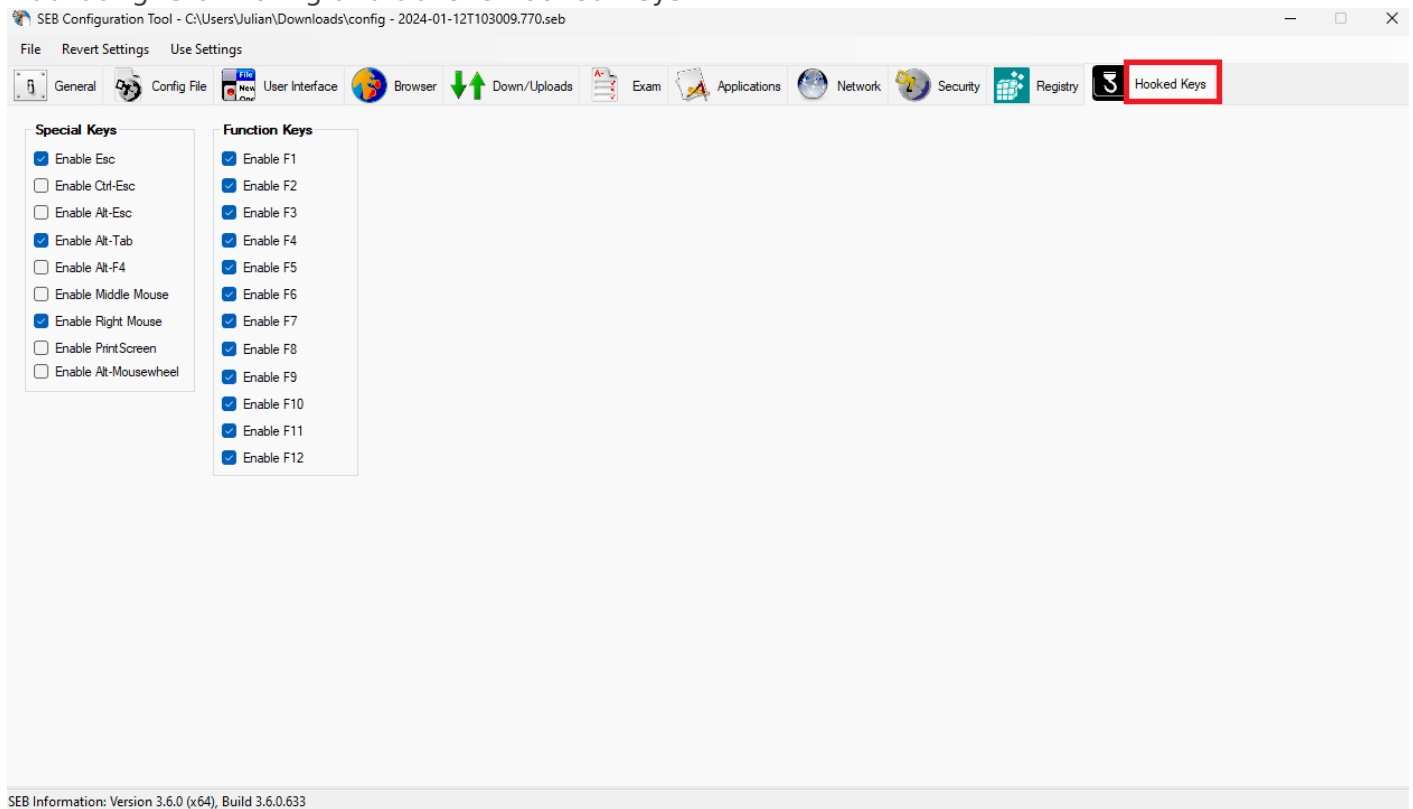 SEB Configuration Tool - C:\Users\Julian\Downloads\config - 2024-01-12T103009.770.seb
File Revert Settings Use Settings
General Config File User Interface Browser Down/Uploads Exam Applications Network Security Registry Hooked Keys
Special Keys
Enable Esc
Enable Ctrl-Esc
Enable Alt-Esc
Enable Alt-Tab
Enable Alt-F4
Enable Middle Mouse
Enable Right Mouse
Enable PrintScreen
Enable Alt-Mousewheel
Function Keys
Enable F1
Enable F2
Enable F3
Enable F4
Enable F5
Enable F6
Enable F7
Enable F8
Enable F9
Enable F10
Enable F11
Enable F12
SEB Information: Version 3.6.0 (x64), Build 3.6.0.633